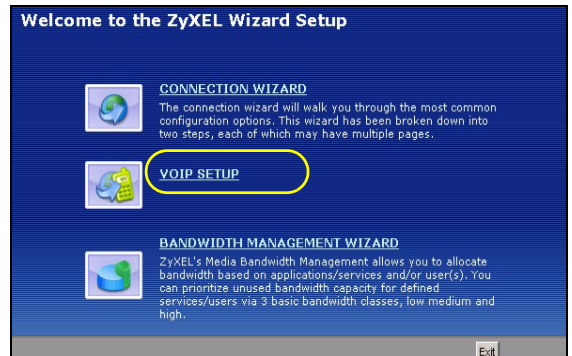 Welcome to the ZyXEL Wizard Setup
CONNECTION WIZARD
The connection wizard will walk you through the most common
configuration options. This wizard has been broken down into
two steps, each of which may have multiple pages.
VOIP SETUP
BANDWIDTH MANAGEMENT WIZARD
ZyXEL's Media Bandwidth Management allows you to allocate
bandwidth based on applications/services and/or user(s). You
can prioritize unused bandwidth capacity for defined
services/users via 3 basic bandwidth classes, low medium and
high.
Exit